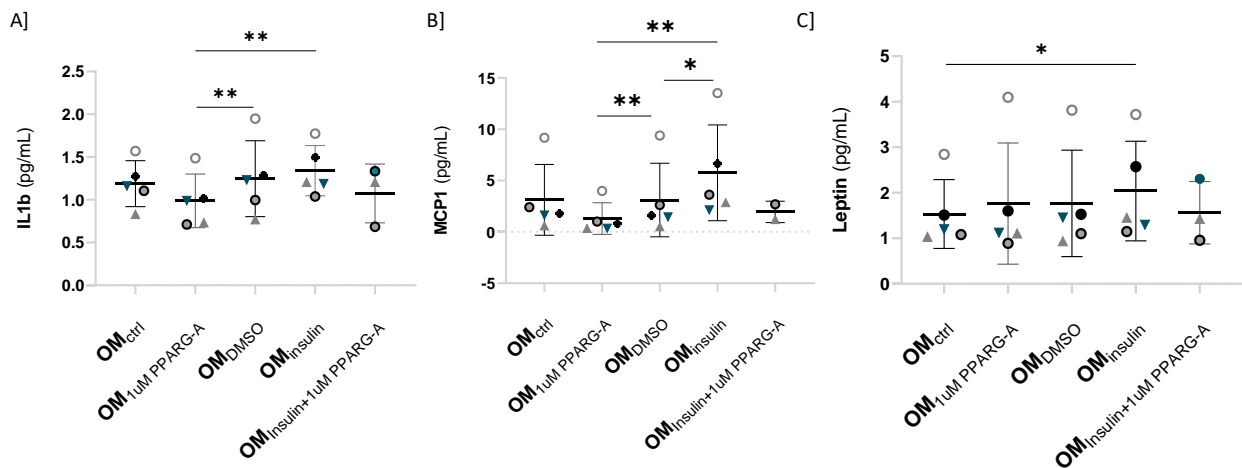 A]
**
**
2.5
2.0
1.5
1.0
0.5
0.0
IL1b (pg/mL)
OMctrl
OM1uM PPARG-A
OMDMSO
OMinsulin
OMInsulin+1uM PPARG-A
B]
**
*
**
15
10
5
0
-5
MCP1 (pg/mL)
OMctrl
OM1uM PPARG-A
OMDMSO
OMinsulin
OMInsulin+1uM PPARG-A
C]
*
5
4
3
2
1
0
Leptin (pg/mL)
OMctrl
OM1uM PPARG-A
OMDMSO
OMinsulin
OMInsulin+1uM PPARG-A